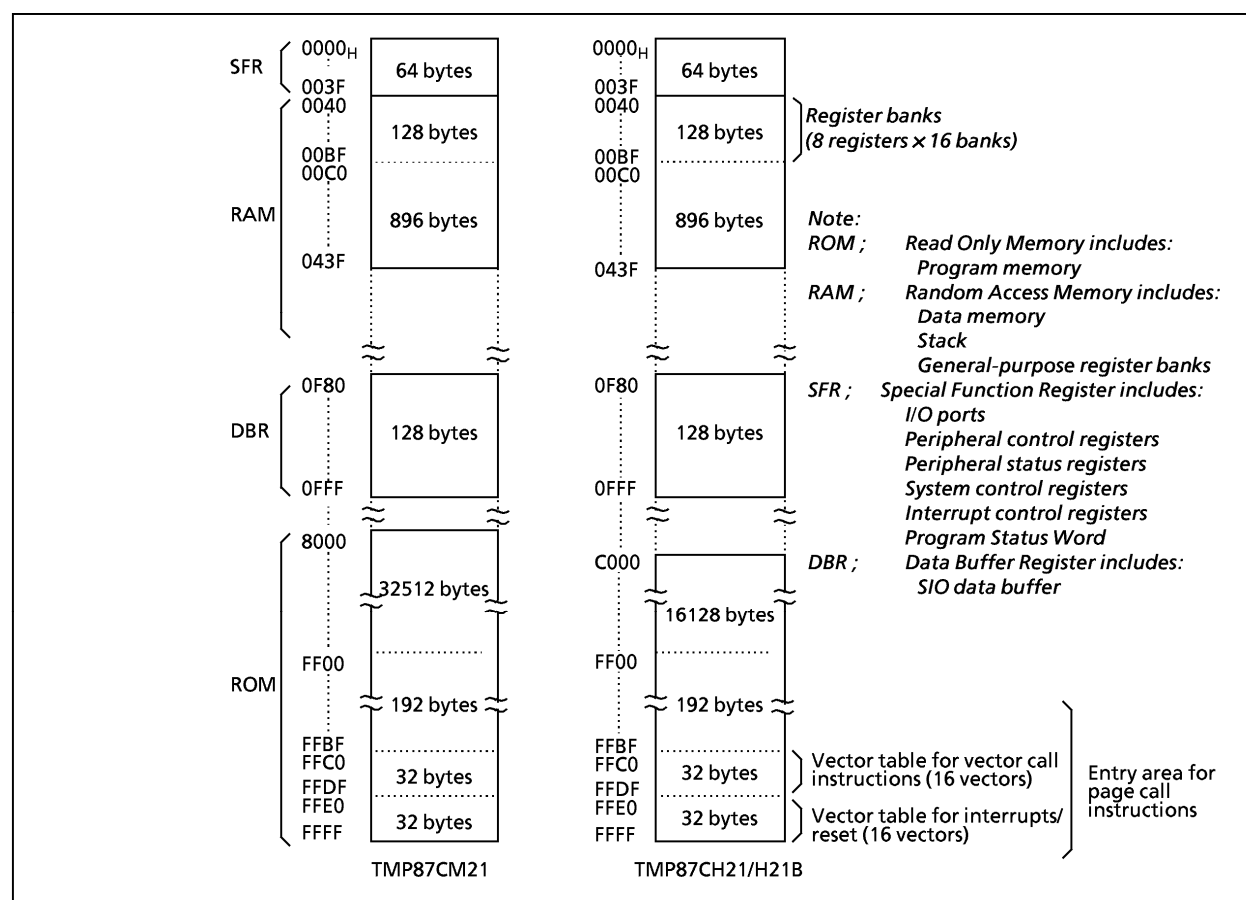 SFR
RAM
DBR
ROM
0000H
003F
0040
00BF
00C0
043F
0F80
0FFF
8000
FF00
FFBF
FFC0
FFDF
FFE0
FFFF
64 bytes
128 bytes
896 bytes
128 bytes
32512 bytes
192 bytes
32 bytes
32 bytes
TMP87CM21
0000H
003F
0040
00BF
00C0
043F
0F80
0FFF
C000
FF00
FFBF
FFC0
FFDF
FFE0
FFFF
64 bytes
128 bytes
896 bytes
128 bytes
16128 bytes
192 bytes
32 bytes
32 bytes
TMP87CH21/H21B
Register banks
(8 registers × 16 banks)
Note:
ROM ; Read Only Memory includes:
Program memory
RAM ; Random Access Memory includes:
Data memory
Stack
General-purpose register banks
SFR ; Special Function Register includes:
I/O ports
Peripheral control registers
Peripheral status registers
System control registers
Interrupt control registers
Program Status Word
DBR ; Data Buffer Register includes:
SIO data buffer
Vector table for vector call
instructions (16 vectors)
Vector table for interrupts/
reset (16 vectors)
Entry area for
page call
instructions